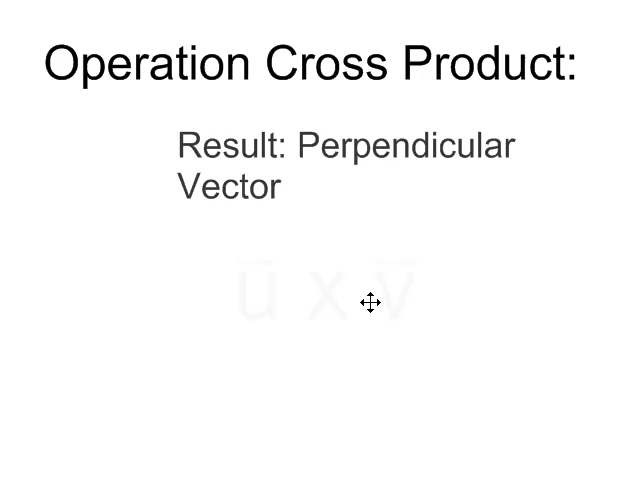 Operation Cross Product:
Result: Perpendicular
Vector
u̅ x v̅